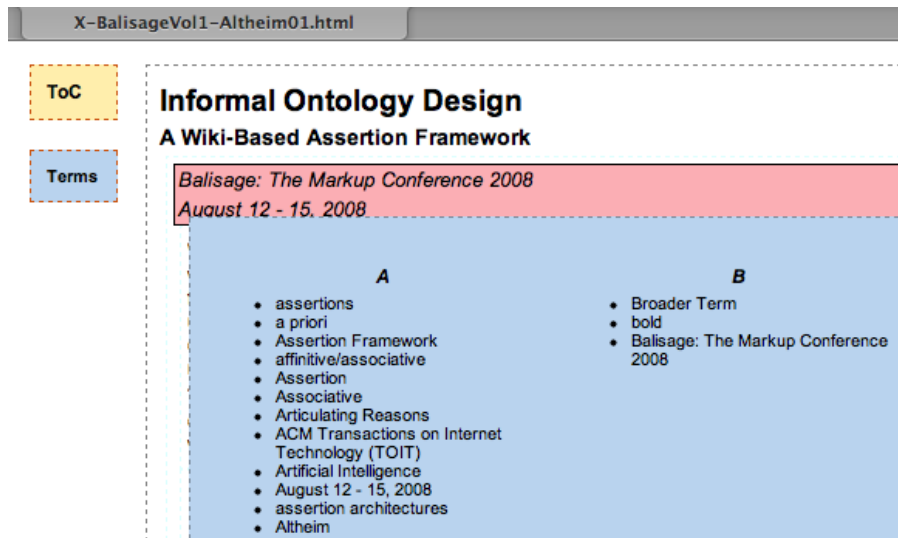 X-BalisageVol1-Altheim01.html
ToC
Terms
Informal Ontology Design
A Wiki-Based Assertion Framework
Balisage: The Markup Conference 2008
August 12 - 15, 2008
A
assertions
a priori
Assertion Framework
affinitive/associative
Assertion
Associative
Articulating Reasons
ACM Transactions on Internet
Technology (TOIT)
Artificial Intelligence
August 12 - 15, 2008
assertion architectures
Altheim
B
Broader Term
bold
Balisage: The Markup Conference
2008